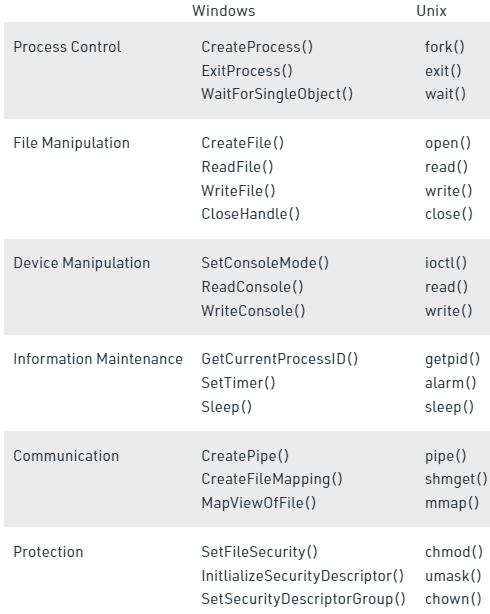 Windows Unix
Process Control CreateProcess() fork()
ExitProcess() exit()
WaitForSingleObject() wait()
File Manipulation CreateFile() open()
ReadFile() read()
WriteFile() write()
CloseHandle() close()
Device Manipulation SetConsoleMode() ioctl()
ReadConsole() read()
WriteConsole() write()
Information Maintenance GetCurrentProcessID() getpid()
SetTimer() alarm()
Sleep() sleep()
Communication CreatePipe() pipe()
CreateFileMapping() shmget()
MapViewOfFile() mmap()
Protection SetFileSecurity() chmod()
InitlializeSecurityDescriptor() umask()
SetSecurityDescriptorGroup() chown()